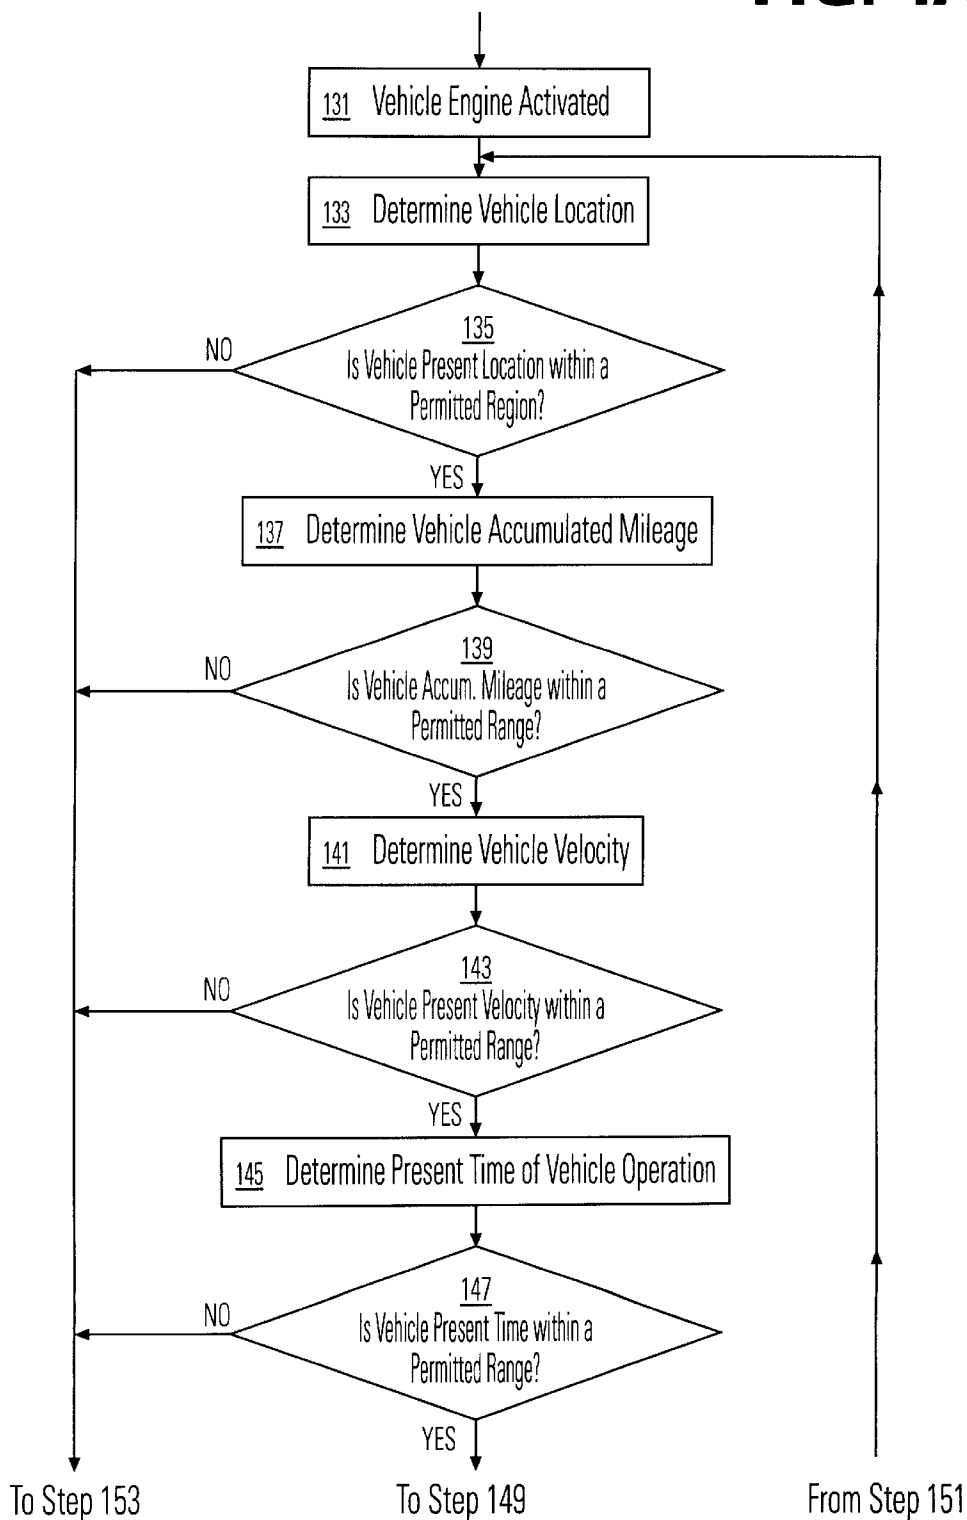 131 Vehicle Engine Activated
133 Determine Vehicle Location
135
Is Vehicle Present Location within a
Permitted Region?
NO
YES
137 Determine Vehicle Accumulated Mileage
139
Is Vehicle Accum. Mileage within a
Permitted Range?
NO
YES
141 Determine Vehicle Velocity
143
Is Vehicle Present Velocity within a
Permitted Range?
NO
YES
145 Determine Present Time of Vehicle Operation
147
Is Vehicle Present Time within a
Permitted Range?
NO
YES
To Step 153
To Step 149
From Step 151